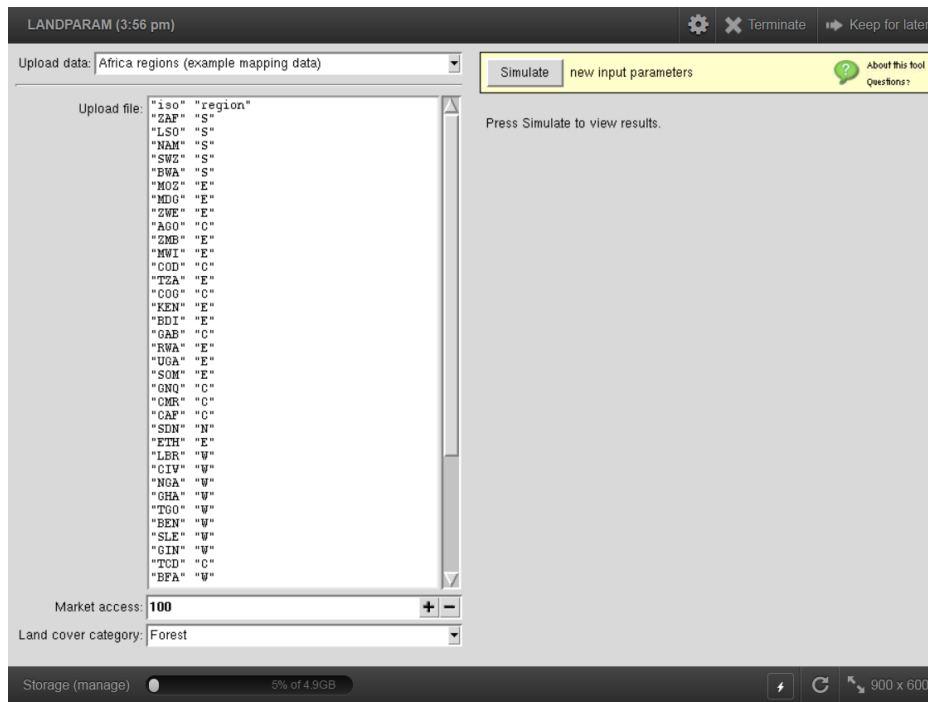 LANDPARAM (3:56 pm)
Terminate
Keep for later
Upload data: Africa regions (example mapping data)
Simulate new input parameters
About this tool
Questions?
Press Simulate to view results.
Upload file:
"iso" "region"
"ZAF" "S"
"LSO" "S"
"NAM" "S"
"SWZ" "S"
"BWA" "S"
"MOZ" "E"
"MDG" "E"
"ZWE" "E"
"AGO" "C"
"ZMB" "E"
"MWI" "E"
"COD" "C"
"TZA" "E"
"COG" "C"
"KEN" "E"
"BDI" "E"
"GAB" "C"
"RWA" "E"
"UGA" "E"
"SOM" "E"
"GNQ" "C"
"CMR" "C"
"CAF" "C"
"SDN" "N"
"ETH" "E"
"LBR" "W"
"CIV" "W"
"NGA" "W"
"GHA" "W"
"TGO" "W"
"BEN" "W"
"SLE" "W"
"GIN" "W"
"TCD" "C"
"BFA" "W"
Market access: 100
Land cover category: Forest
Storage (manage) 5% of 4.9GB
900 x 600